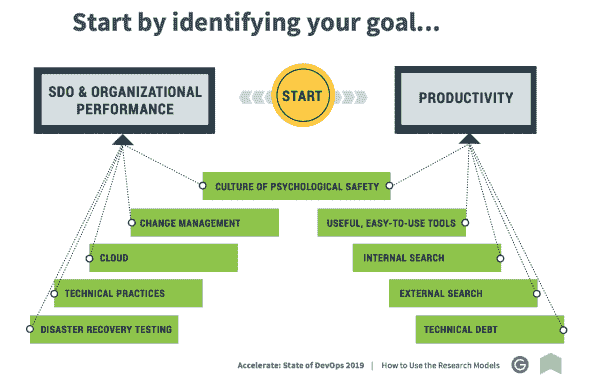 Start by identifying your goal...
SDO & ORGANIZATIONAL
PERFORMANCE
START
PRODUCTIVITY
CULTURE OF PSYCHOLOGICAL SAFETY
CHANGE MANAGEMENT
USEFUL, EASY-TO-USE TOOLS
CLOUD
INTERNAL SEARCH
TECHNICAL PRACTICES
EXTERNAL SEARCH
DISASTER RECOVERY TESTING
TECHNICAL DEBT
Accelerate: State of DevOps 2019 | How to Use the Research Models
G